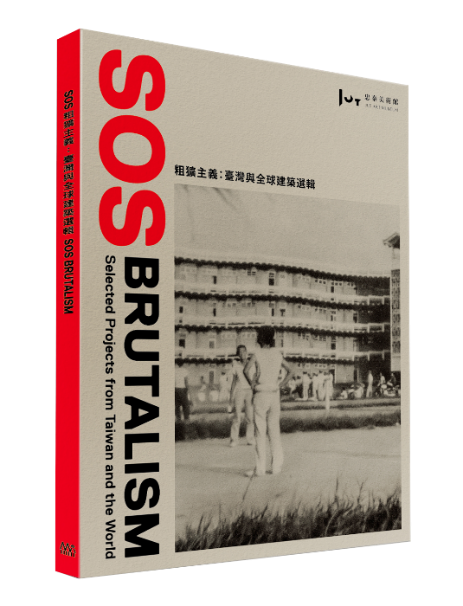 SOS
BRUTALISM
Selected Projects from Taiwan and the World
粗獷主義:臺灣與全球建築選輯
JUT 忠泰美術館
SOS 粗獷主義:臺灣與全球建築選輯 SOS BRUTALISM